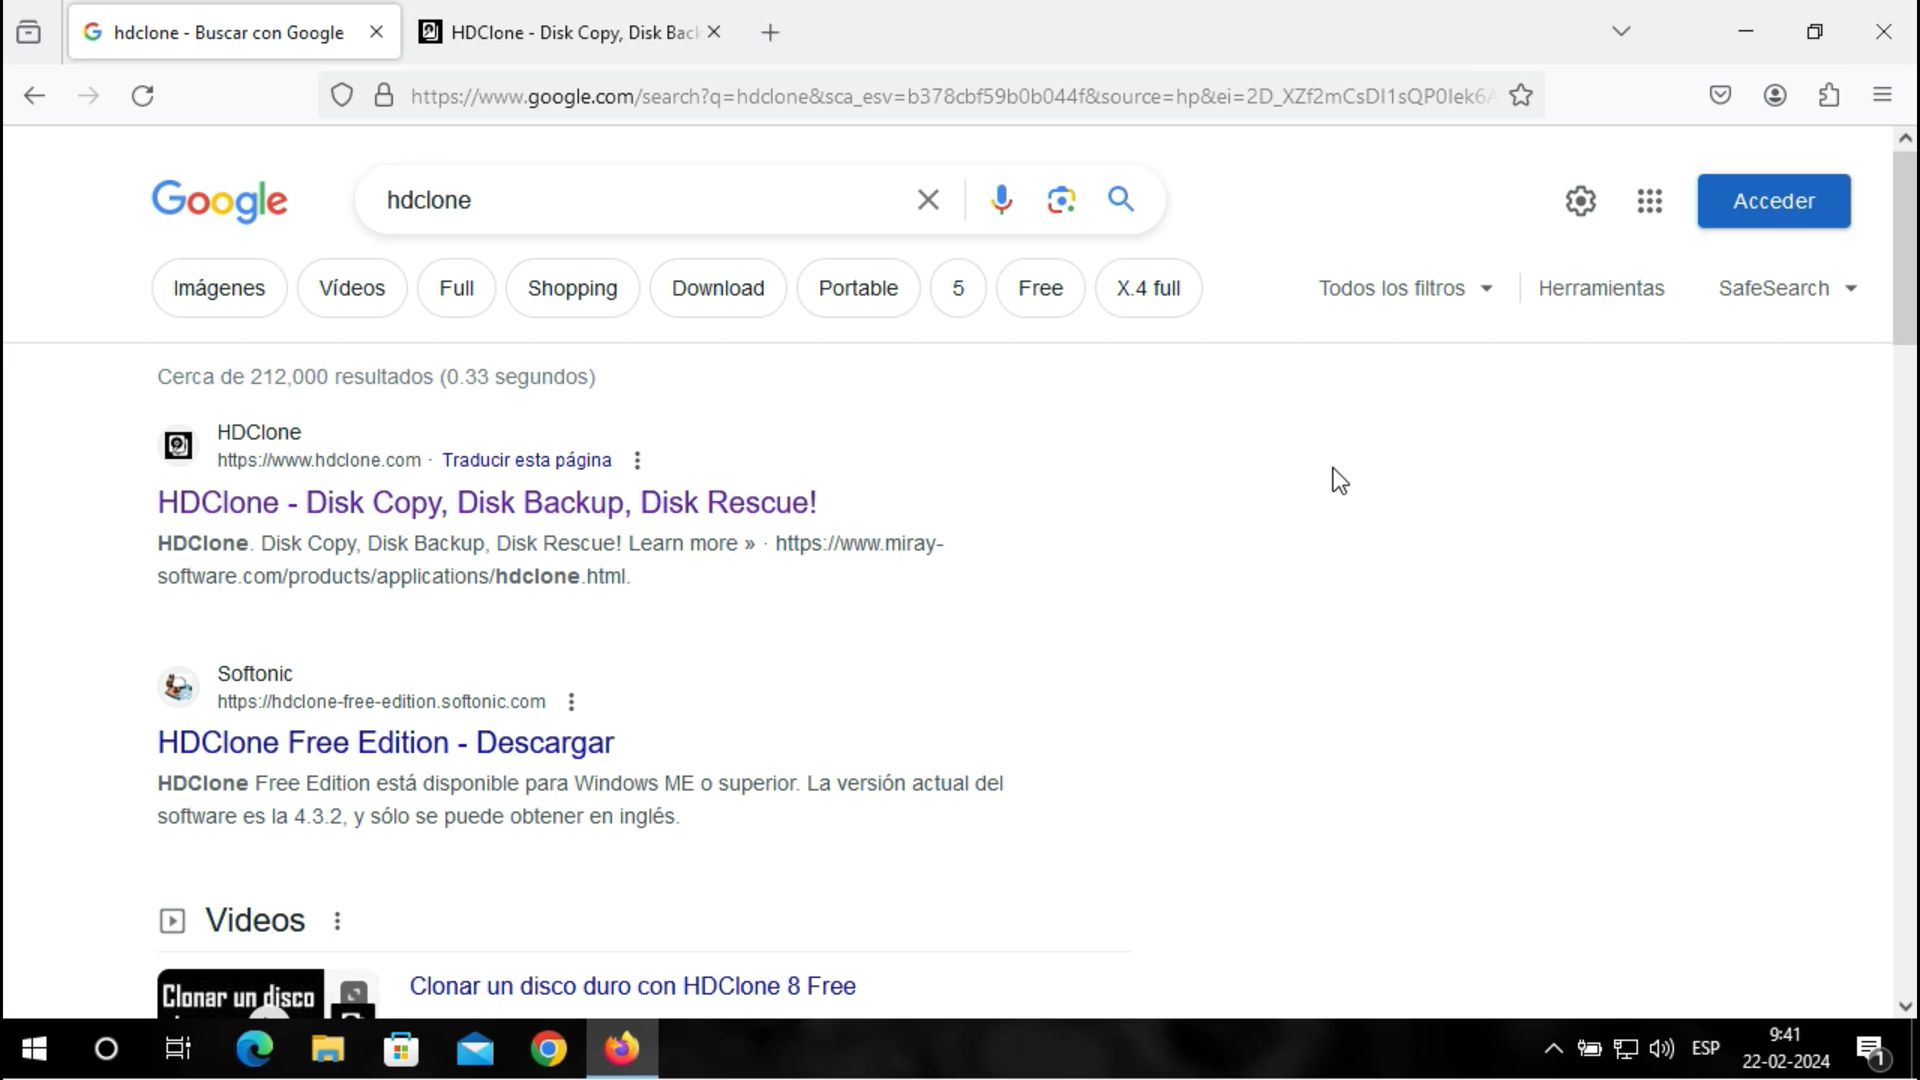 hdclone - Buscar con Google
HDClone - Disk Copy, Disk Back
https://www.google.com/search?q=hdclone&sca_esv=b378cbf59b0b044f&source=hp&ei=2D_XZf2mCsDI1sQP0Iek6A
Google
hdclone
Acceder
Imágenes
Vídeos
Full
Shopping
Download
Portable
5
Free
X.4 full
Todos los filtros
Herramientas
SafeSearch
Cerca de 212,000 resultados (0.33 segundos)
HDClone
https://www.hdclone.com · Traducir esta página
HDClone - Disk Copy, Disk Backup, Disk Rescue!
HDClone. Disk Copy, Disk Backup, Disk Rescue! Learn more » · https://www.miray-
software.com/products/applications/hdclone.html.
Softonic
https://hdclone-free-edition.softonic.com
HDClone Free Edition - Descargar
HDClone Free Edition está disponible para Windows ME o superior. La versión actual del
software es la 4.3.2, y sólo se puede obtener en inglés.
Videos
Clonar un disco
Clonar un disco duro con HDClone 8 Free
ESP
9:41
22-02-2024
1